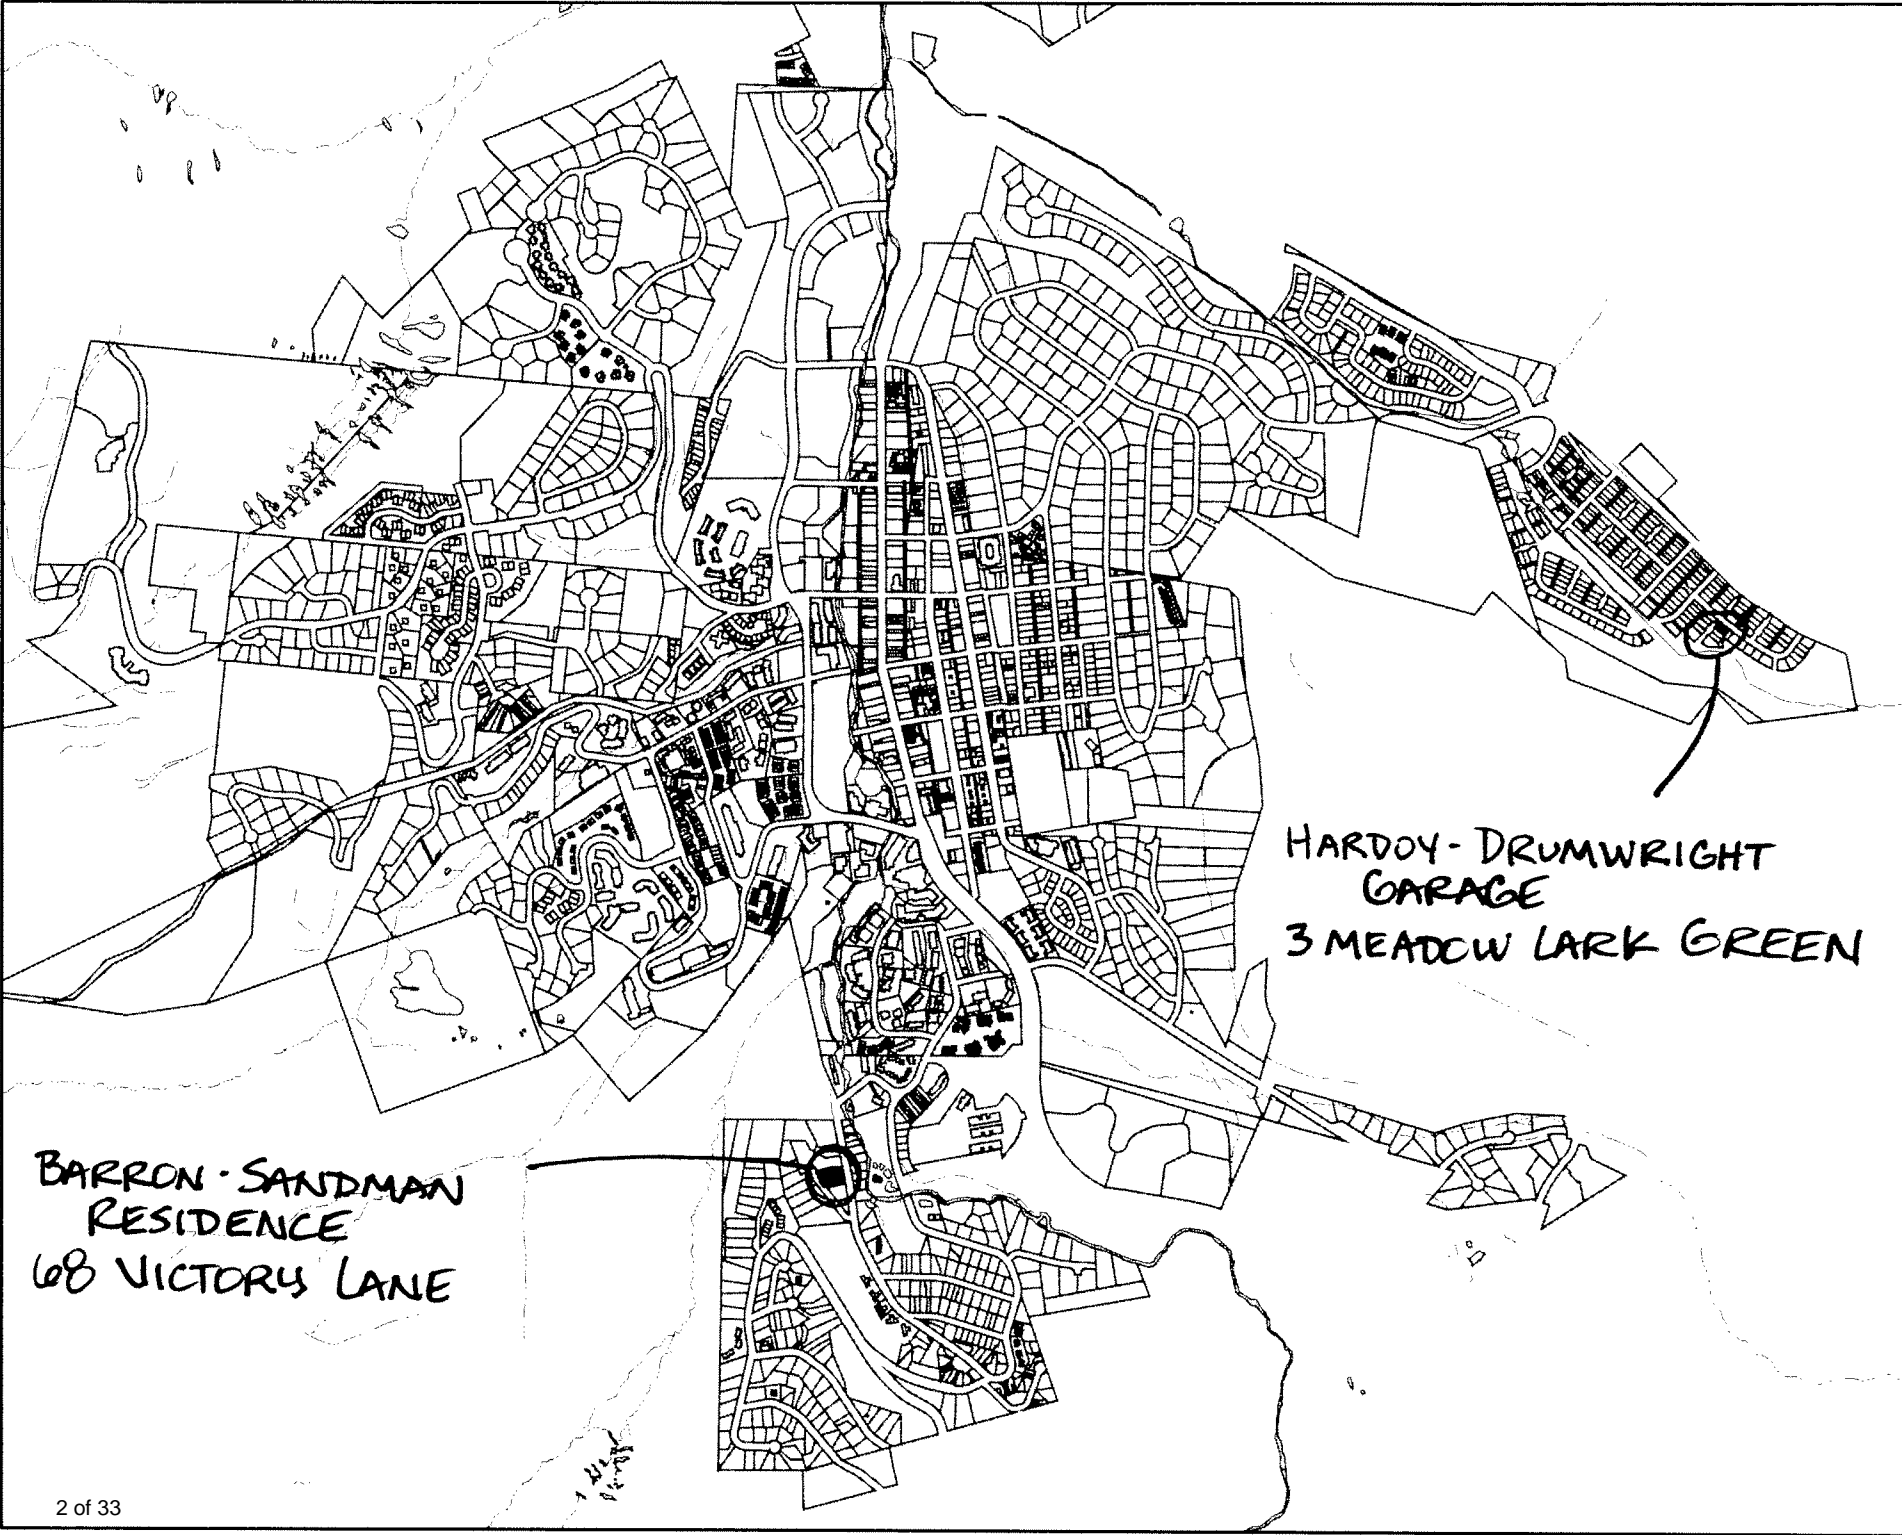 HARDOY-DRUMWRIGHT
GARAGE
3 MEADOW LARK GREEN
BARRON-SANDMAN
RESIDENCE
68 VICTORY LANE
2 of 33